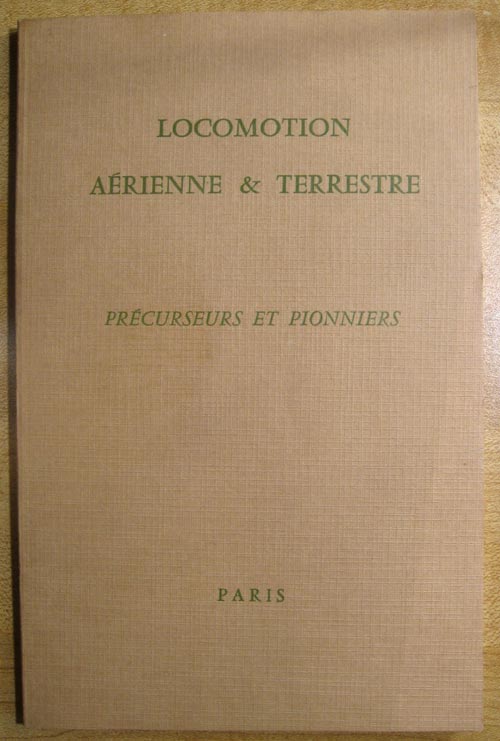 LOCOMOTION
AÉRIENNE & TERRESTRE
PRÉCURSEURS ET PIONNIERS
PARIS